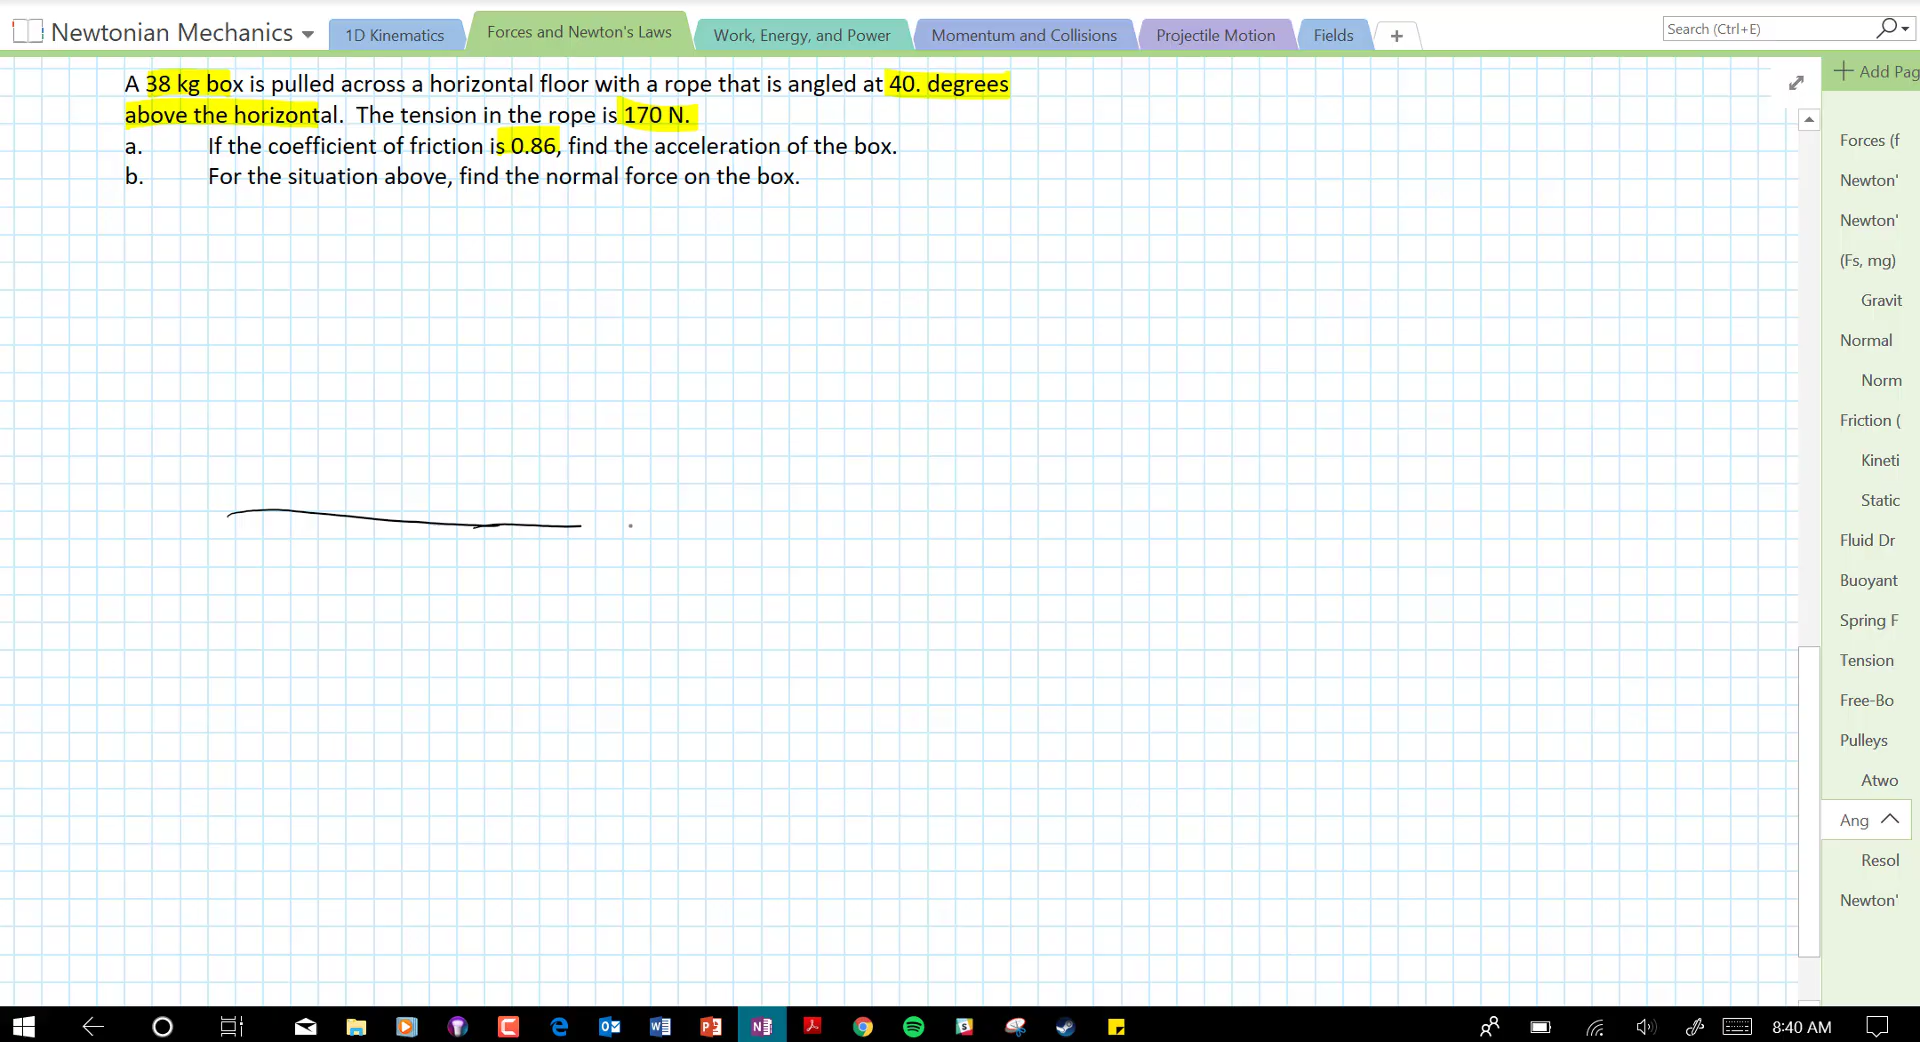 Newtonian Mechanics
1D Kinematics
Forces and Newton's Laws
Work, Energy, and Power
Momentum and Collisions
Projectile Motion
Fields
+
Search (Ctrl+E)
A 38 kg box is pulled across a horizontal floor with a rope that is angled at 40. degrees
above the horizontal. The tension in the rope is 170 N.
a. If the coefficient of friction is 0.86, find the acceleration of the box.
b. For the situation above, find the normal force on the box.
Add Pag
Forces (f
Newton'
Newton'
(Fs, mg)
Gravit
Normal
Norm
Friction (
Kineti
Static
Fluid Dr
Buoyant
Spring F
Tension
Free-Bo
Pulleys
Atwo
Ang
Resol
Newton'
8:40 AM